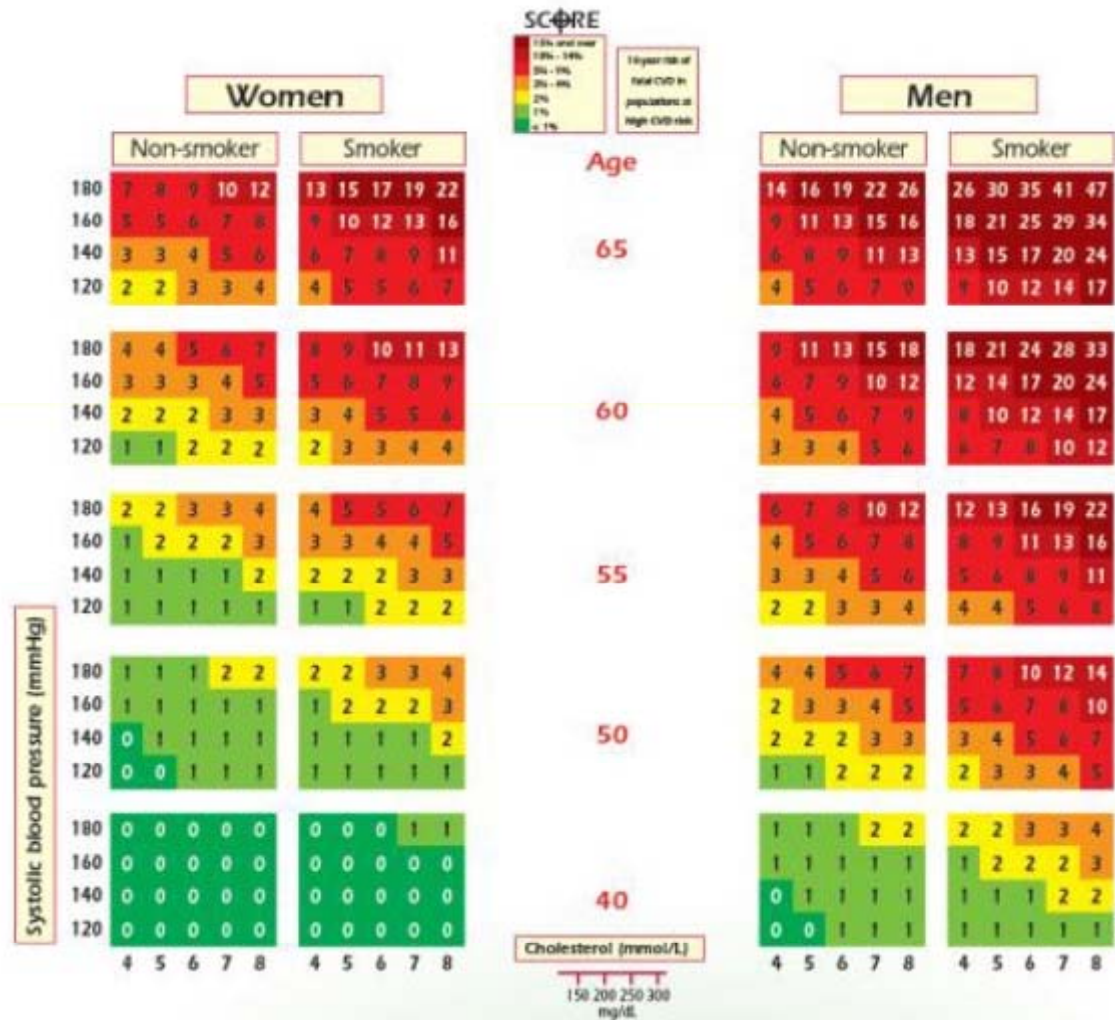 SCORE
15% and over
10% - 14%
5% - 9%
3% - 4%
2%
1%
< 1%
10-year risk of
fatal CVD in
populations at
high CVD risk
Women
Men
Non-smoker Smoker Age Non-smoker Smoker
180 7 8 9 10 12 13 15 17 19 22 14 16 19 22 26 26 30 35 41 47
160 5 5 6 7 8 9 10 12 13 16 9 11 13 15 16 18 21 25 29 34
65
140 3 3 4 5 6 6 7 8 9 11 6 8 9 11 13 13 15 17 20 24
120 2 2 3 3 4 4 5 5 6 7 4 5 6 7 9 9 10 12 14 17
180 4 4 5 6 7 8 9 10 11 13 9 11 13 15 18 18 21 24 28 33
160 3 3 3 4 5 5 6 7 8 9 6 7 9 10 12 12 14 17 20 24
60
140 2 2 2 3 3 3 4 5 5 6 4 5 6 7 9 8 10 12 14 17
120 1 1 2 2 2 2 3 3 4 4 3 3 4 5 6 6 7 8 10 12
180 2 2 3 3 4 4 5 5 6 7 6 7 8 10 12 12 13 16 19 22
160 1 2 2 2 3 3 3 4 4 5 4 5 6 7 8 8 9 11 13 16
55
140 1 1 1 1 2 2 2 2 3 3 3 3 4 5 6 5 6 8 9 11
120 1 1 1 1 1 1 1 2 2 2 2 2 3 3 4 4 4 5 6 8
180 1 1 1 2 2 2 2 3 3 4 4 4 5 6 7 7 8 10 12 14
160 1 1 1 1 1 1 2 2 2 3 2 3 3 4 5 5 6 7 8 10
50
140 0 1 1 1 1 1 1 1 1 2 2 2 2 3 3 3 4 5 6 7
120 0 0 1 1 1 1 1 1 1 1 1 1 2 2 2 2 3 3 4 5
180 0 0 0 0 0 0 0 0 1 1 1 1 1 2 2 2 2 3 3 4
160 0 0 0 0 0 0 0 0 0 0 1 1 1 1 1 1 2 2 2 3
40
140 0 0 0 0 0 0 0 0 0 0 0 1 1 1 1 1 1 1 2 2
120 0 0 0 0 0 0 0 0 0 0 0 0 1 1 1 1 1 1 1 1
4 5 6 7 8 4 5 6 7 8 4 5 6 7 8 4 5 6 7 8
Systolic blood pressure (mmHg)
Cholesterol (mmol/L)
150 200 250 300
mg/dL